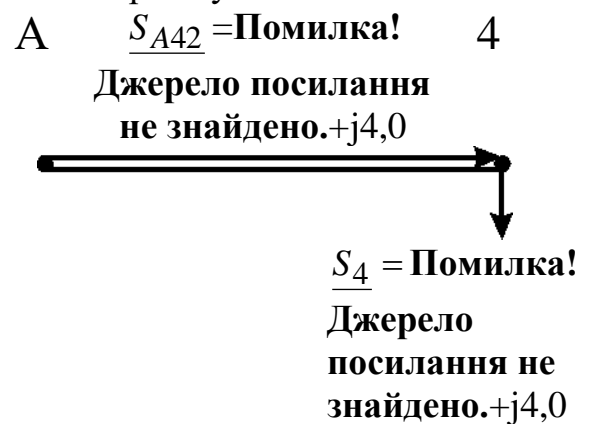 A S_A42 =Помилка! 4
Джерело посилання
не знайдено.+j4,0
S_4 = Помилка!
Джерело
посилання не
знайдено.+j4,0